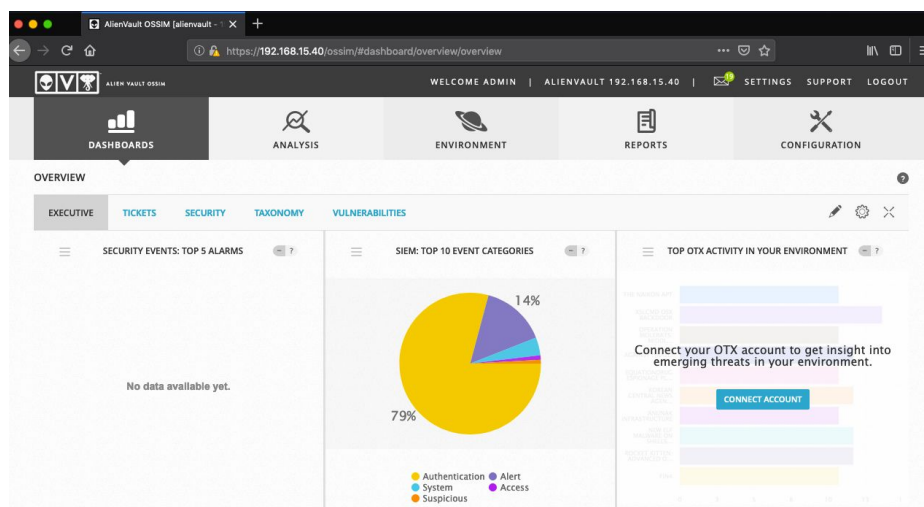 AlienVault OSSIM [alienvault - 1
https://192.168.15.40/ossim/#dashboard/overview/overview
ALIEN VAULT OSSIM
WELCOME ADMIN | ALIENVAULT 192.168.15.40 | 19 SETTINGS SUPPORT LOGOUT
DASHBOARDS ANALYSIS ENVIRONMENT REPORTS CONFIGURATION
OVERVIEW
EXECUTIVE TICKETS SECURITY TAXONOMY VULNERABILITIES
SECURITY EVENTS: TOP 5 ALARMS - ? SIEM: TOP 10 EVENT CATEGORIES - ? TOP OTX ACTIVITY IN YOUR ENVIRONMENT - ?
14%
Connect your OTX account to get insight into
emerging threats in your environment.
No data available yet.
CONNECT ACCOUNT
79%
Authentication Alert
System Access
Suspicious